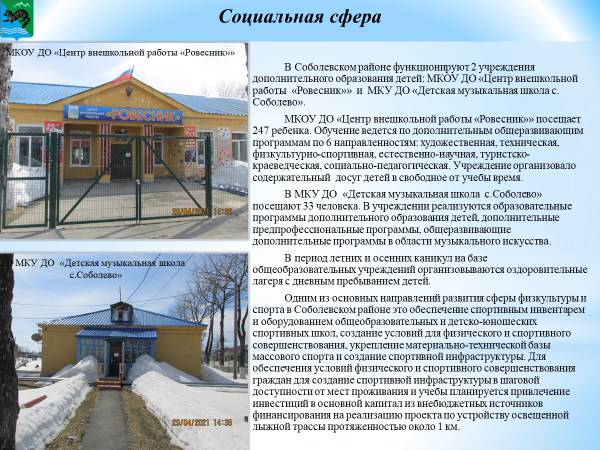 Социальная сфера
МКОУ ДО «Центр внешкольной работы «Ровесник»»
ЦЕНТР
ВНЕШКОЛЬНОЙ
РАБОТЫ
«РОВЕСНИК»
14:38
МКУ ДО «Детская музыкальная школа
с.Соболево»
29/04/2021 14:35
В Соболевском районе функционируют 2 учреждения
дополнительного образования детей: МКОУ ДО «Центр внешкольной
работы «Ровесник»» и МКУ ДО «Детская музыкальная школа с.
Соболево».
МКОУ ДО «Центр внешкольной работы «Ровесник»» посещает
247 ребенка. Обучение ведется по дополнительным общеразвивающим
программам по 6 направленностям: художественная, техническая,
физкультурно-спортивная, естественно-научная, туристско-
краеведческая, социально-педагогическая. Учреждение организовало
содержательный досуг детей в свободное от учебы время.
В МКУ ДО «Детская музыкальная школа с.Соболево»
посещают 33 человека. В учреждении реализуются образовательные
программы дополнительного образования детей, дополнительные
предпрофессиональные программы, общеразвивающие
дополнительные программы в области музыкального искусства.
В период летних и осенних каникул на базе
общеобразовательных учреждений организовываются оздоровительные
лагеря с дневным пребыванием детей.
Одним из основных направлений развития сферы физкультуры и
спорта в Соболевском районе это обеспечение спортивным инвентарем
и оборудованием общеобразовательных и детско-юношеских
спортивных школ, создание условий для физического и спортивного
совершенствования, укрепление материально-технической базы
массового спорта и создание спортивной инфраструктуры. Для
обеспечения условий физического и спортивного совершенствования
граждан для создание спортивной инфраструктуры в шаговой
доступности от мест проживания и учебы планируется привлечение
инвестиций в основной капитал из внебюджетных источников
финансирования на реализацию проекта по устройству освещенной
лыжной трассы протяженностью около 1 км.